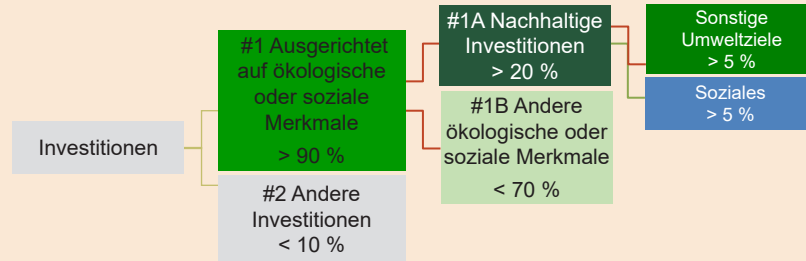 Investitionen
#1 Ausgerichtet
auf ökologische
oder soziale
Merkmale
> 90 %
#2 Andere
Investitionen
< 10 %
#1A Nachhaltige
Investitionen
> 20 %
#1B Andere
ökologische oder
soziale Merkmale
< 70 %
Sonstige
Umweltziele
> 5 %
Soziales
> 5 %